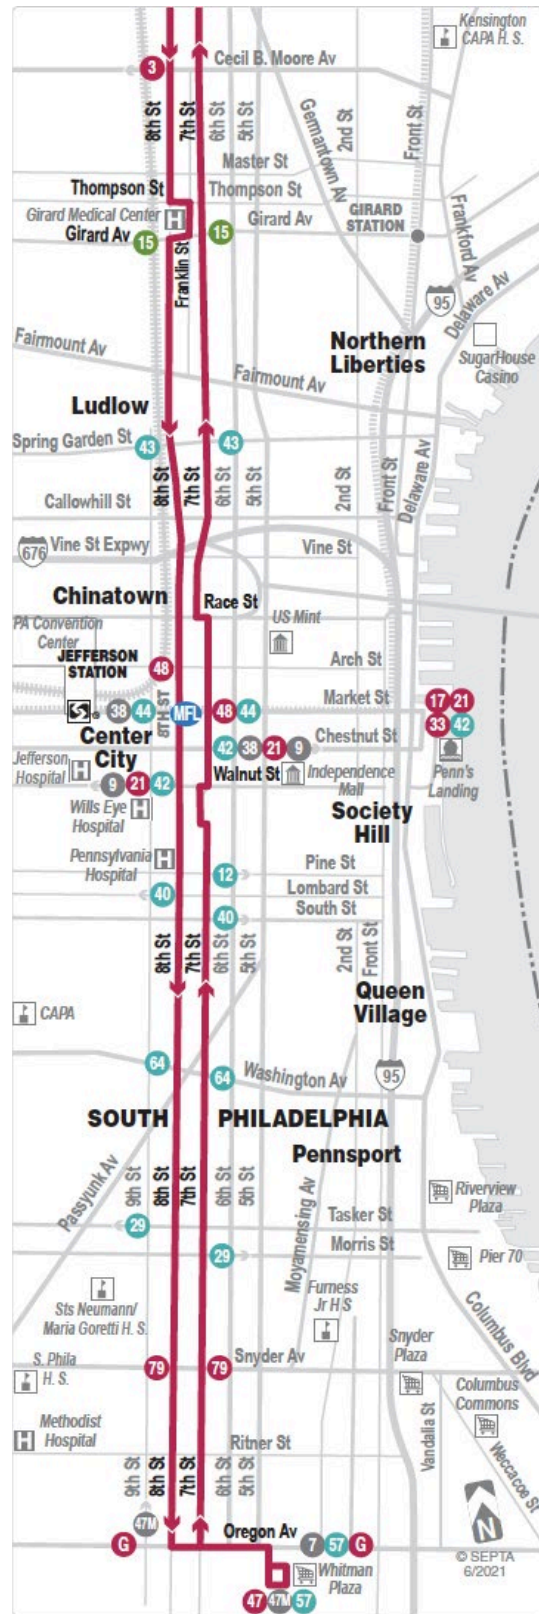 Kensington
CAPA H. S.
3
Cecil B. Moore Av
8th St
7th St
6th St
5th St
Germantown Av
2nd St
Front St
Master St
Thompson St
Thompson St
Girard Medical Center
H
Girard Av
GIRARD
STATION
Frankford Av
Girard Av
15
15
Franklin St
95
Delaware Av
Fairmount Av
Northern
Liberties
SugarHouse
Casino
Fairmount Av
Ludlow
Spring Garden St
43
43
8th St
7th St
6th St
5th St
2nd St
Front St
Delaware Av
Callowhill St
676
Vine St Expwy
Vine St
Chinatown
Race St
PA Convention
Center
US Mint
JEFFERSON
STATION
48
Arch St
8TH ST
Market St
17
21
S
38
44
MFL
48
44
33
42
Center
City
42
38
21
9
Chestnut St
Jefferson
Hospital
H
9
21
42
Walnut St
Independence
Mall
Penn's
Landing
Wills Eye
Hospital
H
Society
Hill
Pennsylvania
Hospital
H
Pine St
12
Lombard St
40
South St
40
8th St
7th St
6th St
5th St
2nd St
Front St
Queen
Village
CAPA
64
64
Washington Av
95
SOUTH
PHILADELPHIA
Pennsport
Passyunk Av
9th St
8th St
7th St
6th St
5th St
Moyamensing Av
Riverview
Plaza
Tasker St
29
Morris St
29
Pier 70
Sts Neumann/
Maria Goretti H. S.
Furness
Jr H S
Columbus Blvd
S. Phila
H. S.
79
79
Snyder Av
Snyder
Plaza
Columbus
Commons
Methodist
Hospital
H
Ritner St
Vandalia St
Weccacoe St
9th St
8th St
7th St
6th St
5th St
47M
N
G
Oregon Av
7
57
G
© SEPTA
6/2021
Whitman
Plaza
47
47M
57